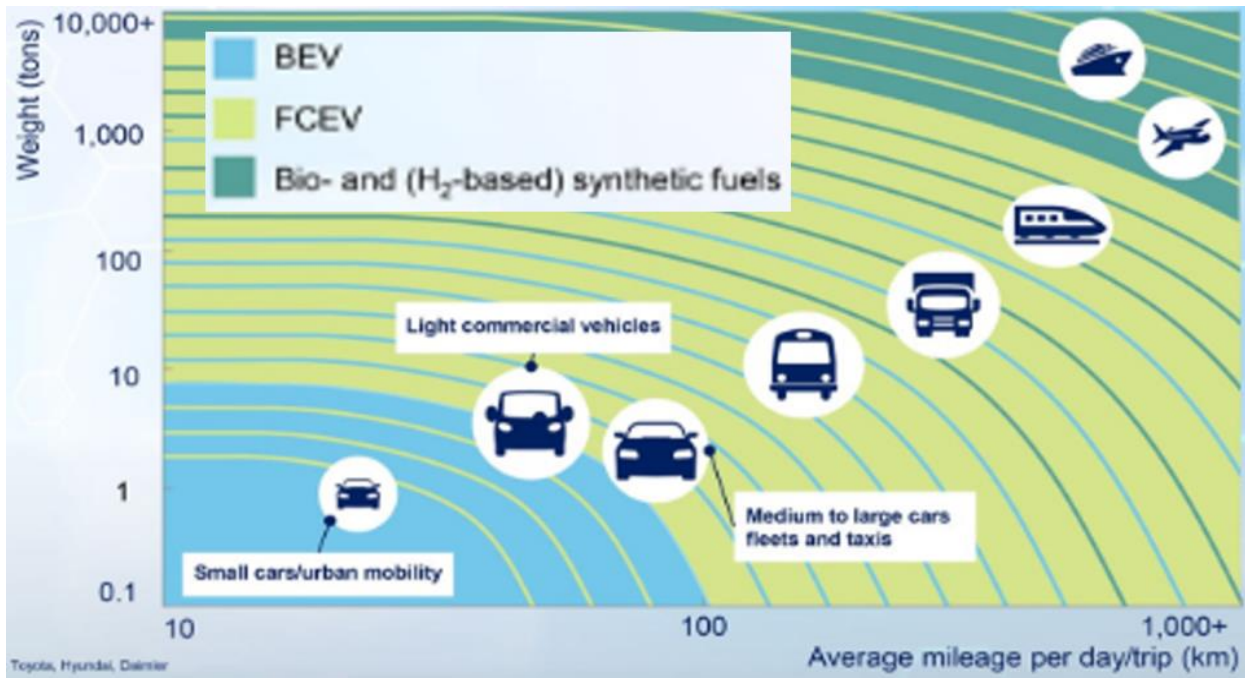 Weight (tons)
10,000+
1,000
100
10
1
0.1
BEV
FCEV
Bio- and (H₂-based) synthetic fuels
Light commercial vehicles
Medium to large cars
fleets and taxis
Small cars/urban mobility
10
100
1,000+
Average mileage per day/trip (km)
Toyota, Hyundai, Daimler